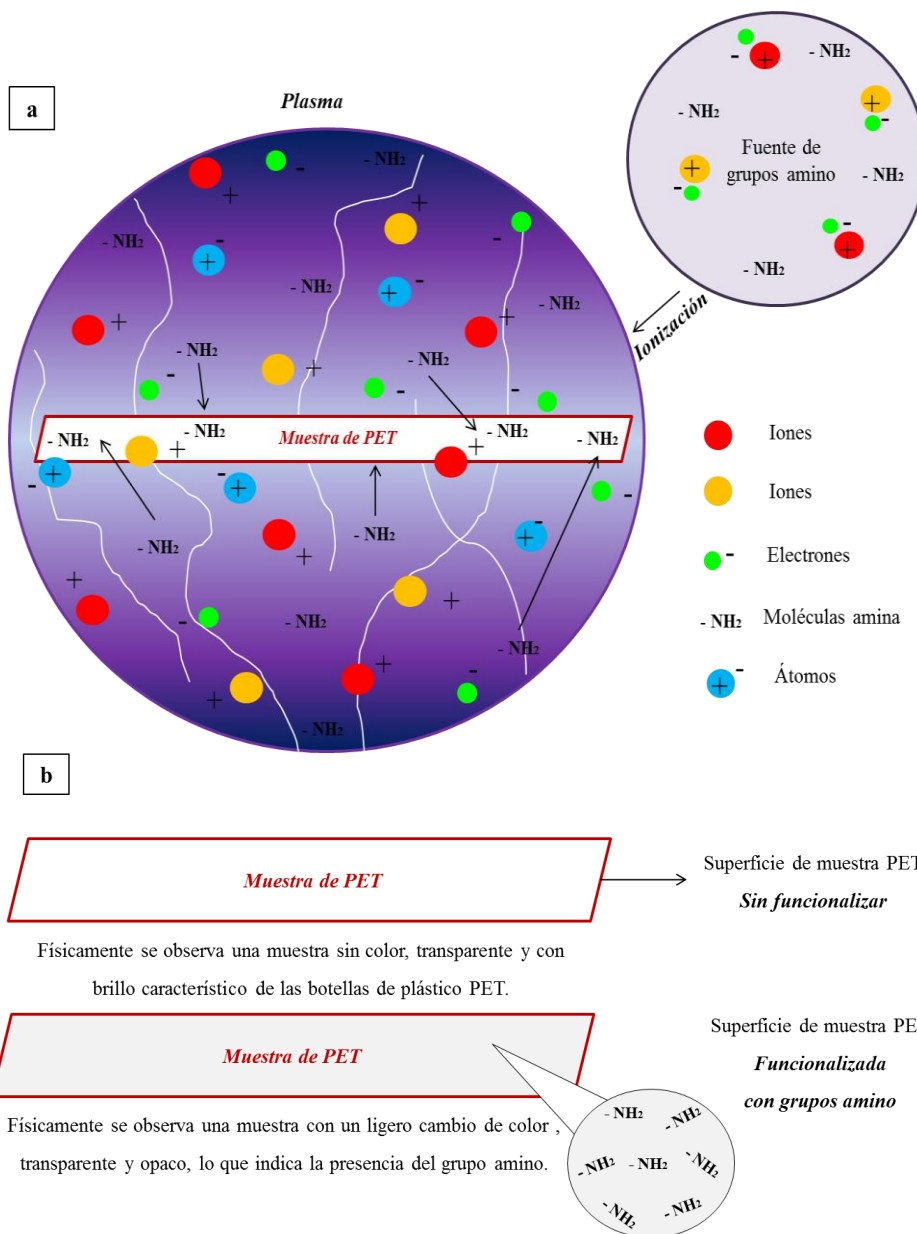 a
Plasma
- NH₂
+
-
- NH₂
+
-
- NH₂
-
+
- NH₂
+
-
+
-
- NH₂
- NH₂
+
+
- NH₂
- NH₂
+
-
-
-
- NH₂
- NH₂
Muestra de PET
+
- NH₂
- NH₂
+
-
+
-
+
-
- NH₂
+
- NH₂
+
-
+
+
-
- NH₂
- NH₂
+
+
-
- NH₂
-
+
- NH₂
- NH₂
+
-
Fuente de
grupos amino
+
-
- NH₂
-
+
- NH₂
Ionización
Iones
Iones
- Electrones
- NH₂ Moléculas amina
+ - Átomos
b
Muestra de PET
Superficie de muestra PET
Sin funcionalizar
Físicamente se observa una muestra sin color, transparente y con
brillo característico de las botellas de plástico PET.
Muestra de PET
Superficie de muestra PE
Funcionalizada
con grupos amino
Físicamente se observa una muestra con un ligero cambio de color ,
transparente y opaco, lo que indica la presencia del grupo amino.
- NH₂
- NH₂
- NH₂
- NH₂
- NH₂
- NH₂
- NH₂